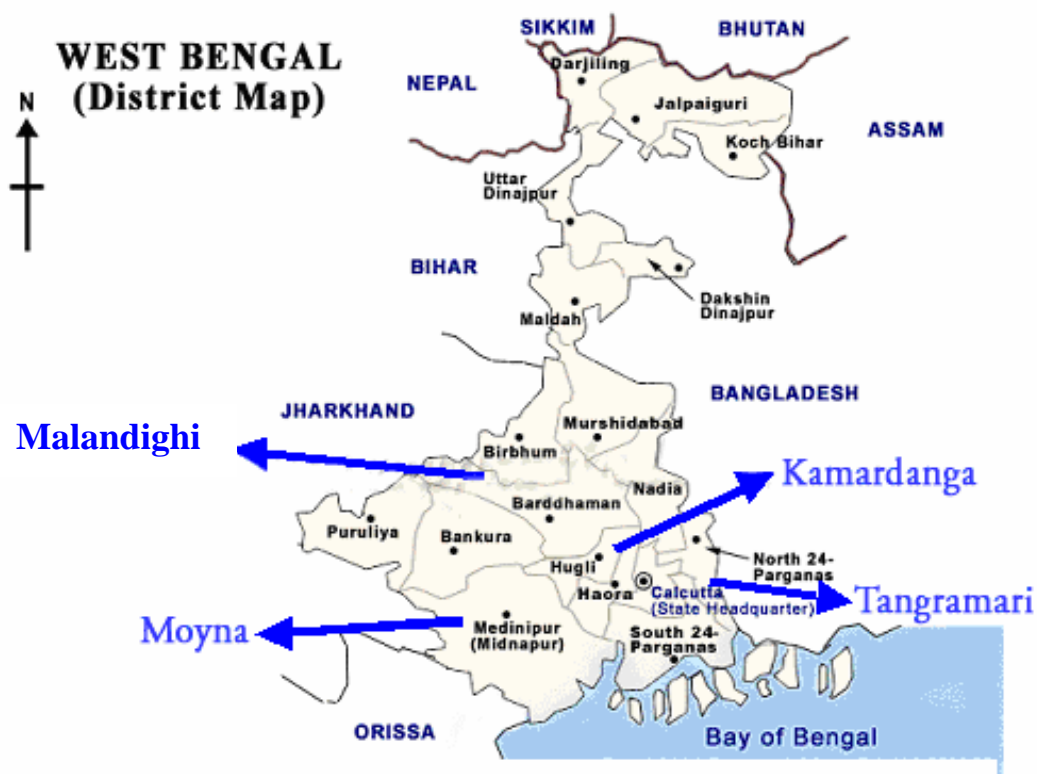 SIKKIM
BHUTAN
WEST BENGAL
(District Map)
Darjiling
NEPAL
N
Jalpaiguri
ASSAM
Koch Bihar
Uttar
Dinajpur
BIHAR
Dakshin
Dinajpur
Maldah
BANGLADESH
JHARKHAND
Murshidabad
Malandighi
Birbhum
Kamardanga
Nadia
Barddhaman
Puruliya
Bankura
North 24-
Parganas
Hugli
Haora
Calcutta
(State Headquarter)
Tangramari
Moyna
Medinipur
(Midnapur)
South 24-
Parganas
ORISSA
Bay of Bengal